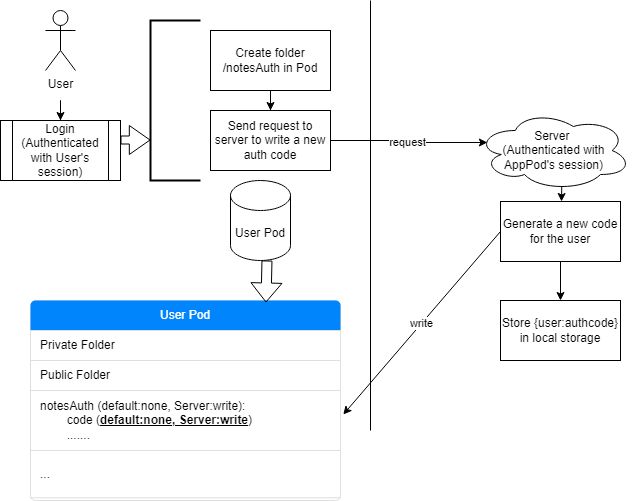 User
Login
(Authenticated
with User's
session)
Create folder
/notesAuth in Pod
Send request to
server to write a new
auth code
request
Server
(Authenticated with
AppPod's session)
Generate a new code
for the user
Store {user:authcode}
in local storage
write
User Pod
User Pod
Private Folder
Public Folder
notesAuth (default:none, Server:write):
code (default:none, Server:write)
.......
...